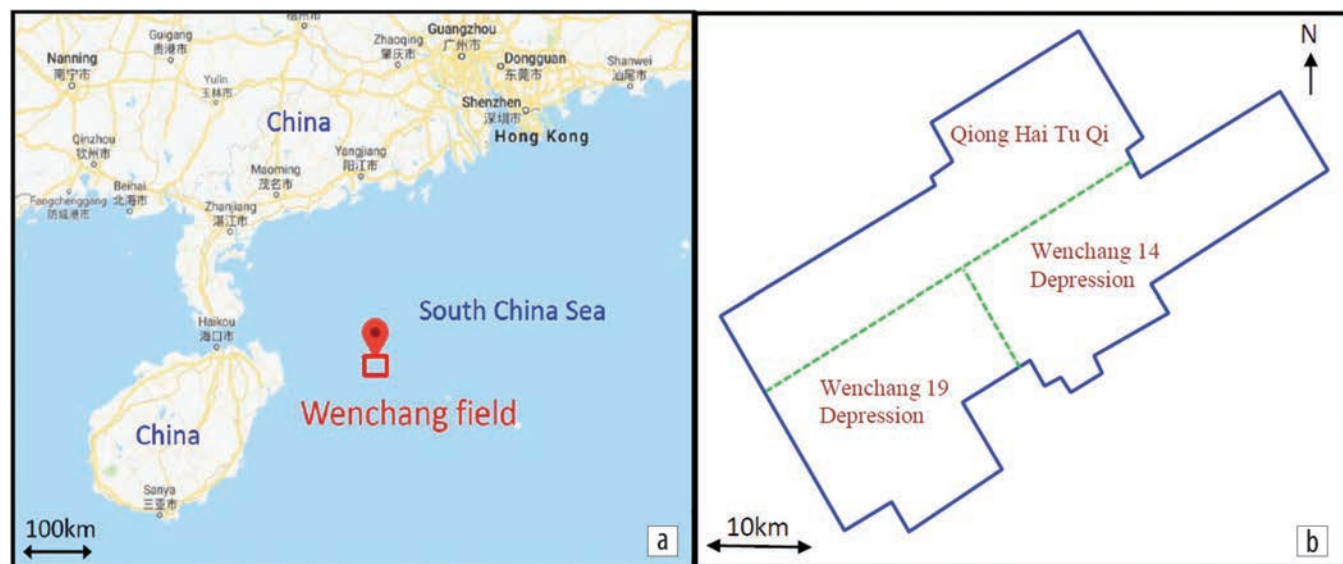 梧州市
Guigang
贵港市
Guangzhou
广州市
Zhaoqing
肇庆市
Dongguan
东莞市
Shanwei
汕尾市
Nanning
南宁市
Yulin
玉林市
Shenzhen
深圳市
China
Hong Kong
Qinzhou
钦州市
Yangjiang
阳江市
Maoming
茂名市
Beihai
北海市
Fangchenggang
防城港市
Zhanjiang
湛江市
South China Sea
Haikou
海口市
Wenchang field
China
Sanya
三亚市
100km
a
N
Qiong Hai Tu Qi
Wenchang 14
Depression
Wenchang 19
Depression
10km
b